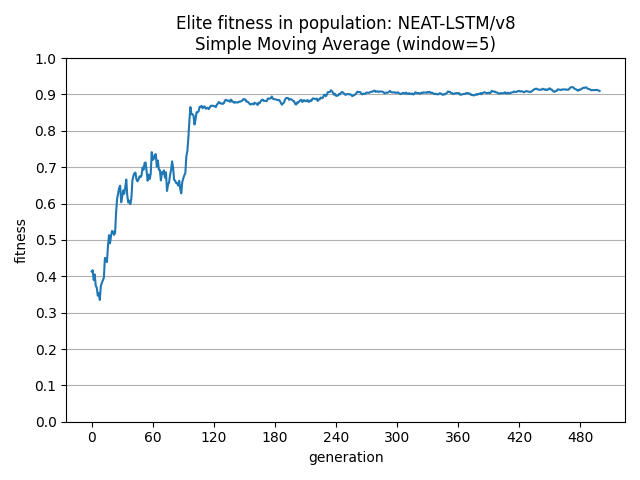 Elite fitness in population: NEAT-LSTM/v8
Simple Moving Average (window=5)
1.0
0.9
0.8
0.7
0.6
0.5
0.4
0.3
0.2
0.1
0.0
fitness
0 60 120 180 240 300 360 420 480
generation